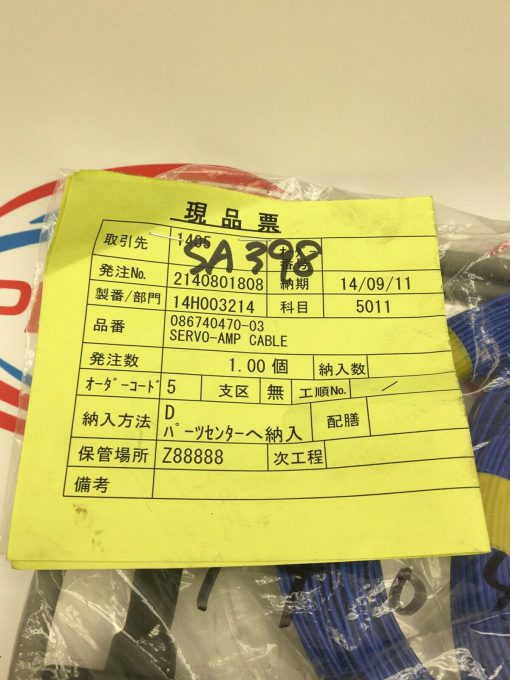 現品票
取引先 1405
SA398
発注No. 2140801808 納期 14/09/11
製番/部門 14H003214 科目 5011
品番 086740470-03
SERVO-AMP CABLE
発注数 1.00個 納入数
オーダーコード 5 支区 無 工順No. /
納入方法 D 配膳
パーツセンターへ納入
保管場所 Z88888 次工程
備考